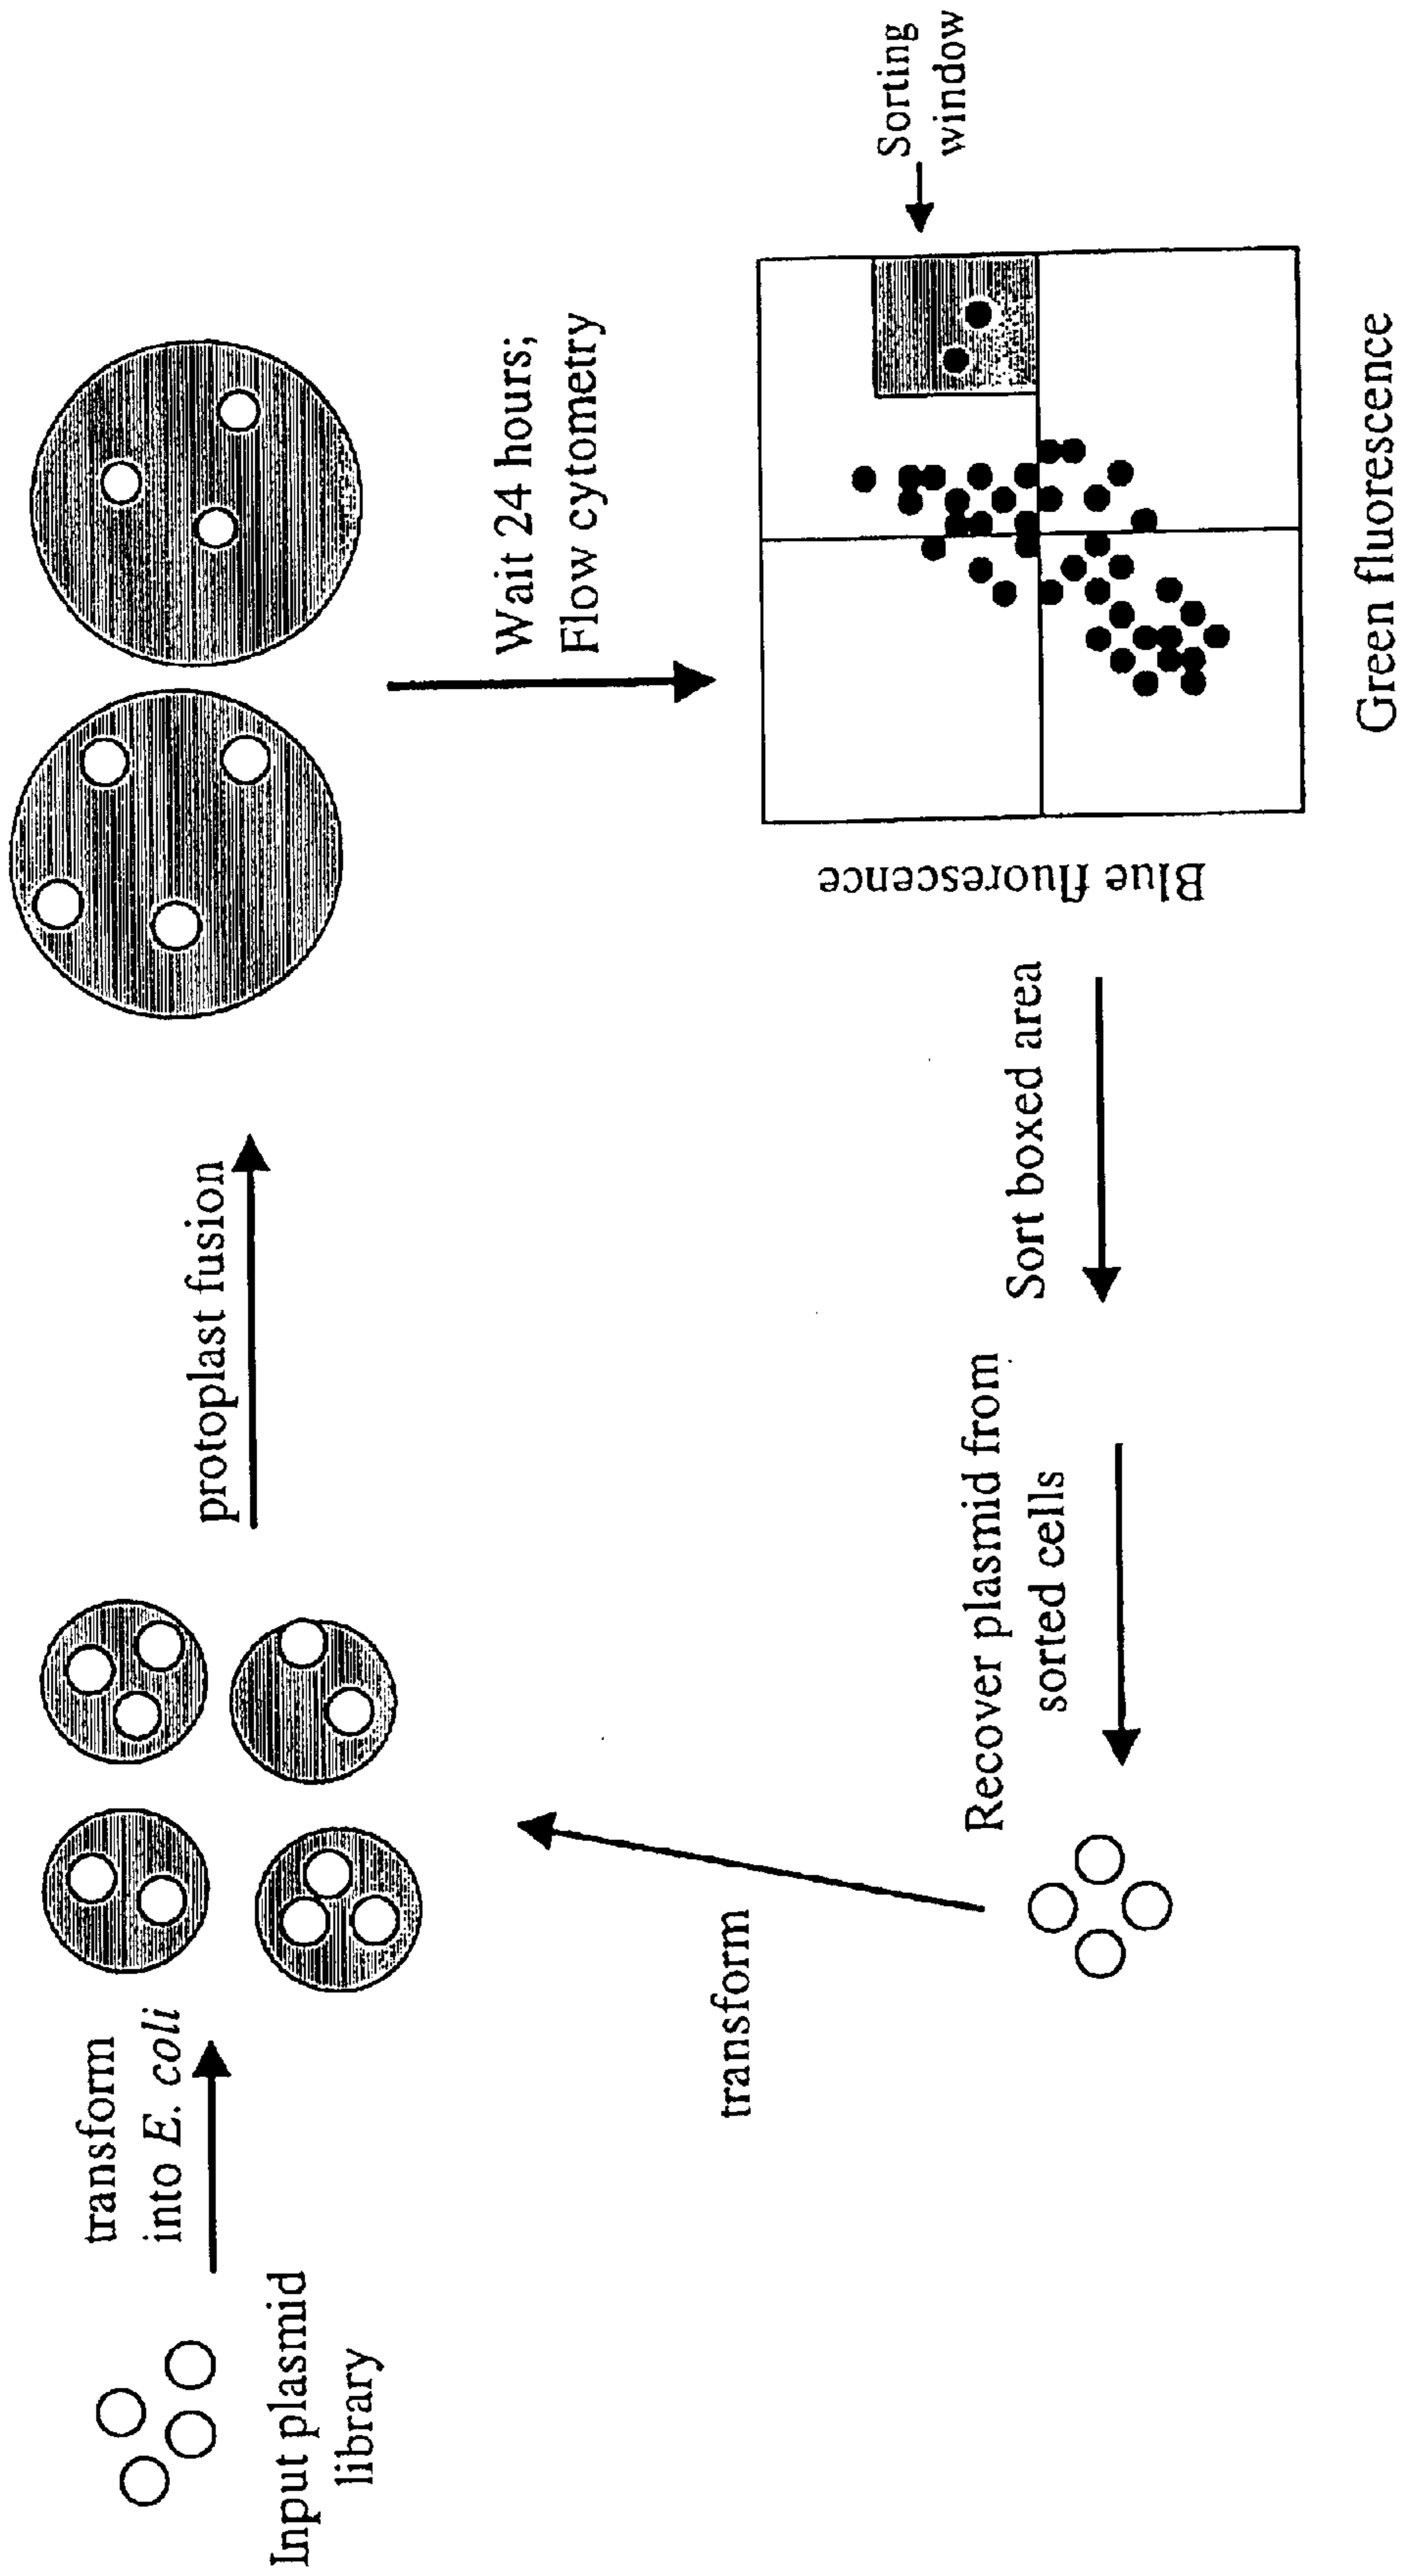 Input plasmid
library
transform
into E. coli
protoplast fusion
Wait 24 hours;
Flow cytometry
Sorting
window
Blue fluorescence
Green fluorescence
Sort boxed area
Recover plasmid from
sorted cells
transform